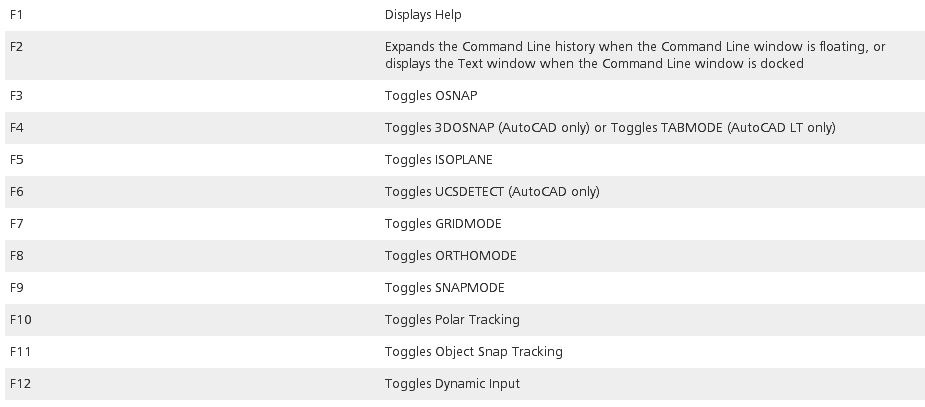 F1 Displays Help
F2 Expands the Command Line history when the Command Line window is floating, or
displays the Text window when the Command Line window is docked
F3 Toggles OSNAP
F4 Toggles 3DOSNAP (AutoCAD only) or Toggles TABMODE (AutoCAD LT only)
F5 Toggles ISOPLANE
F6 Toggles UCSDETECT (AutoCAD only)
F7 Toggles GRIDMODE
F8 Toggles ORTHOMODE
F9 Toggles SNAPMODE
F10 Toggles Polar Tracking
F11 Toggles Object Snap Tracking
F12 Toggles Dynamic Input